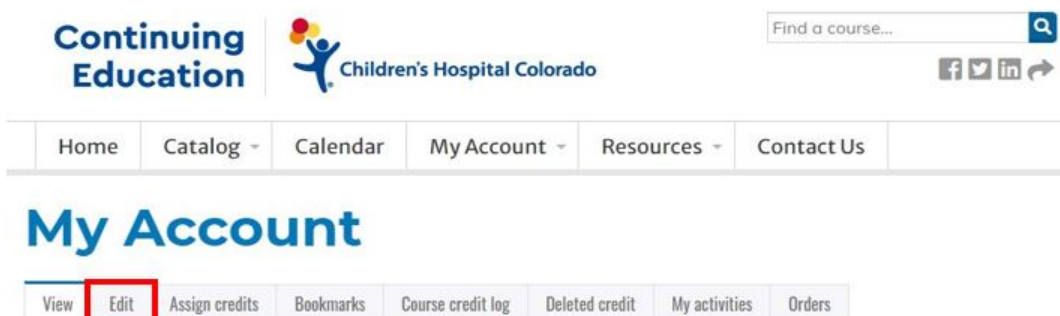 Continuing
Education
Children's Hospital Colorado
Find a course...
Home Catalog Calendar My Account Resources Contact Us
My Account
View Edit Assign credits Bookmarks Course credit log Deleted credit My activities Orders